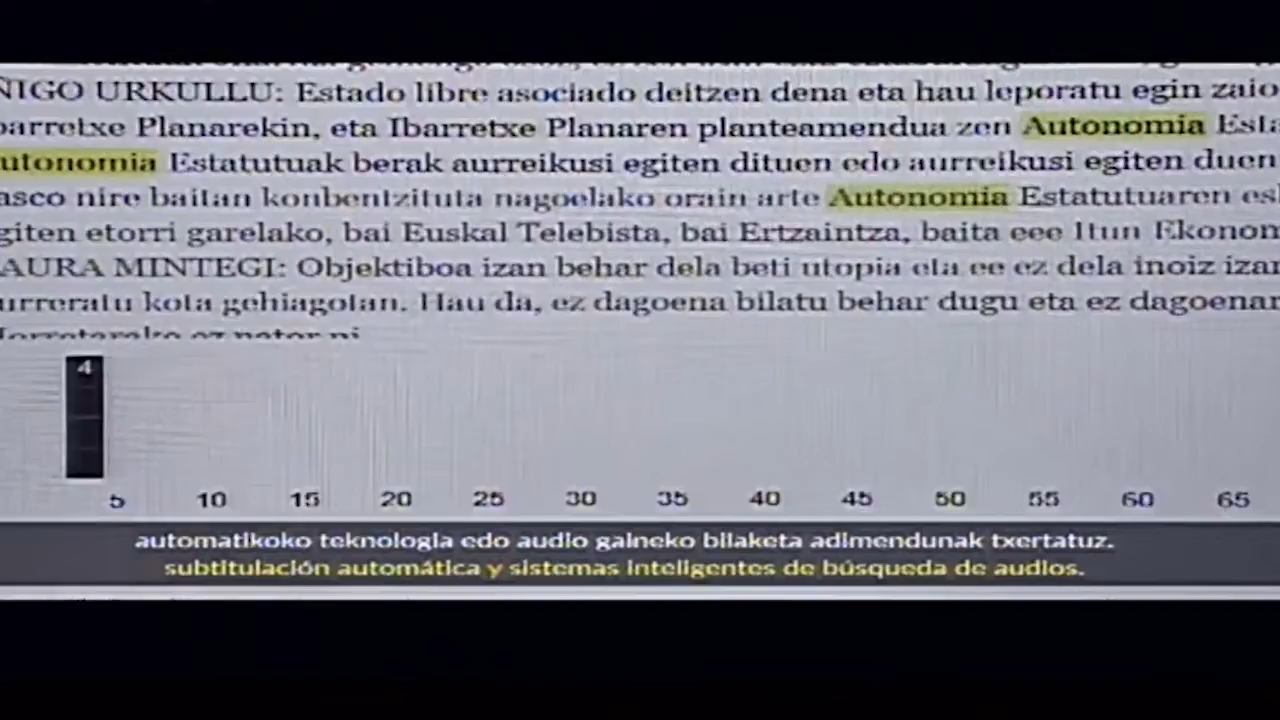 ÑIGO URKULLU: Estado libre asociado deitzen dena eta hau leporatu egin zaio
barretxe Planarekin, eta Ibarretxe Planaren planteamendua zen Autonomia
utonomia Estatutuak berak aurreikusi egiten dituen edo aurreikusi egiten duen
asco nire baitan konbentzituta nagoelako orain arte Autonomia Estatutuaren
giten etorri garelako, bai Euskal Telebista, bai Ertzaintza, baita eee Itun Ekonom
AURA MINTEGI: Objektiboa izan behar dela beti utopia eta ee ez dela inoiz izan
urreratu kota gehiagotan. Hau da, ez dagoena bilatu behar dugu eta ez dagoenar
4
5 10 15 20 25 30 35 40 45 50 55 60 65
automatikoko teknologia edo audio gaineko bilaketa adimendunak txertatuz.
subtitulación automática y sistemas inteligentes de búsqueda de audios.